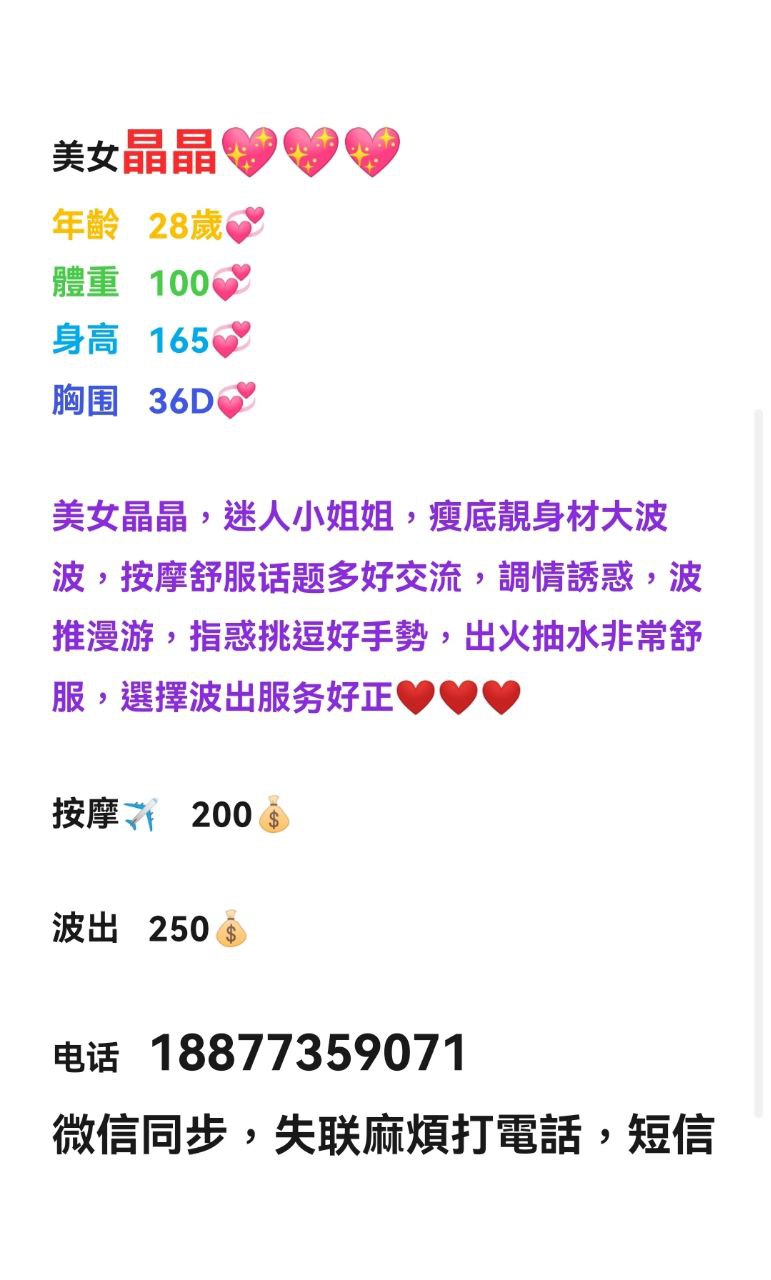 美女晶晶💖💖💖
年齡 28歲💞
體重 100💞
身高 165💞
胸围 36D💞
美女晶晶，迷人小姐姐，瘦底靚身材大波
波，按摩舒服话题多好交流，調情誘惑，波
推漫游，指惑挑逗好手勢，出火抽水非常舒
服，選擇波出服务好正❤️❤️❤️
按摩✈️ 200💰
波出 250💰
电话 18877359071
微信同步，失联麻煩打電話，短信